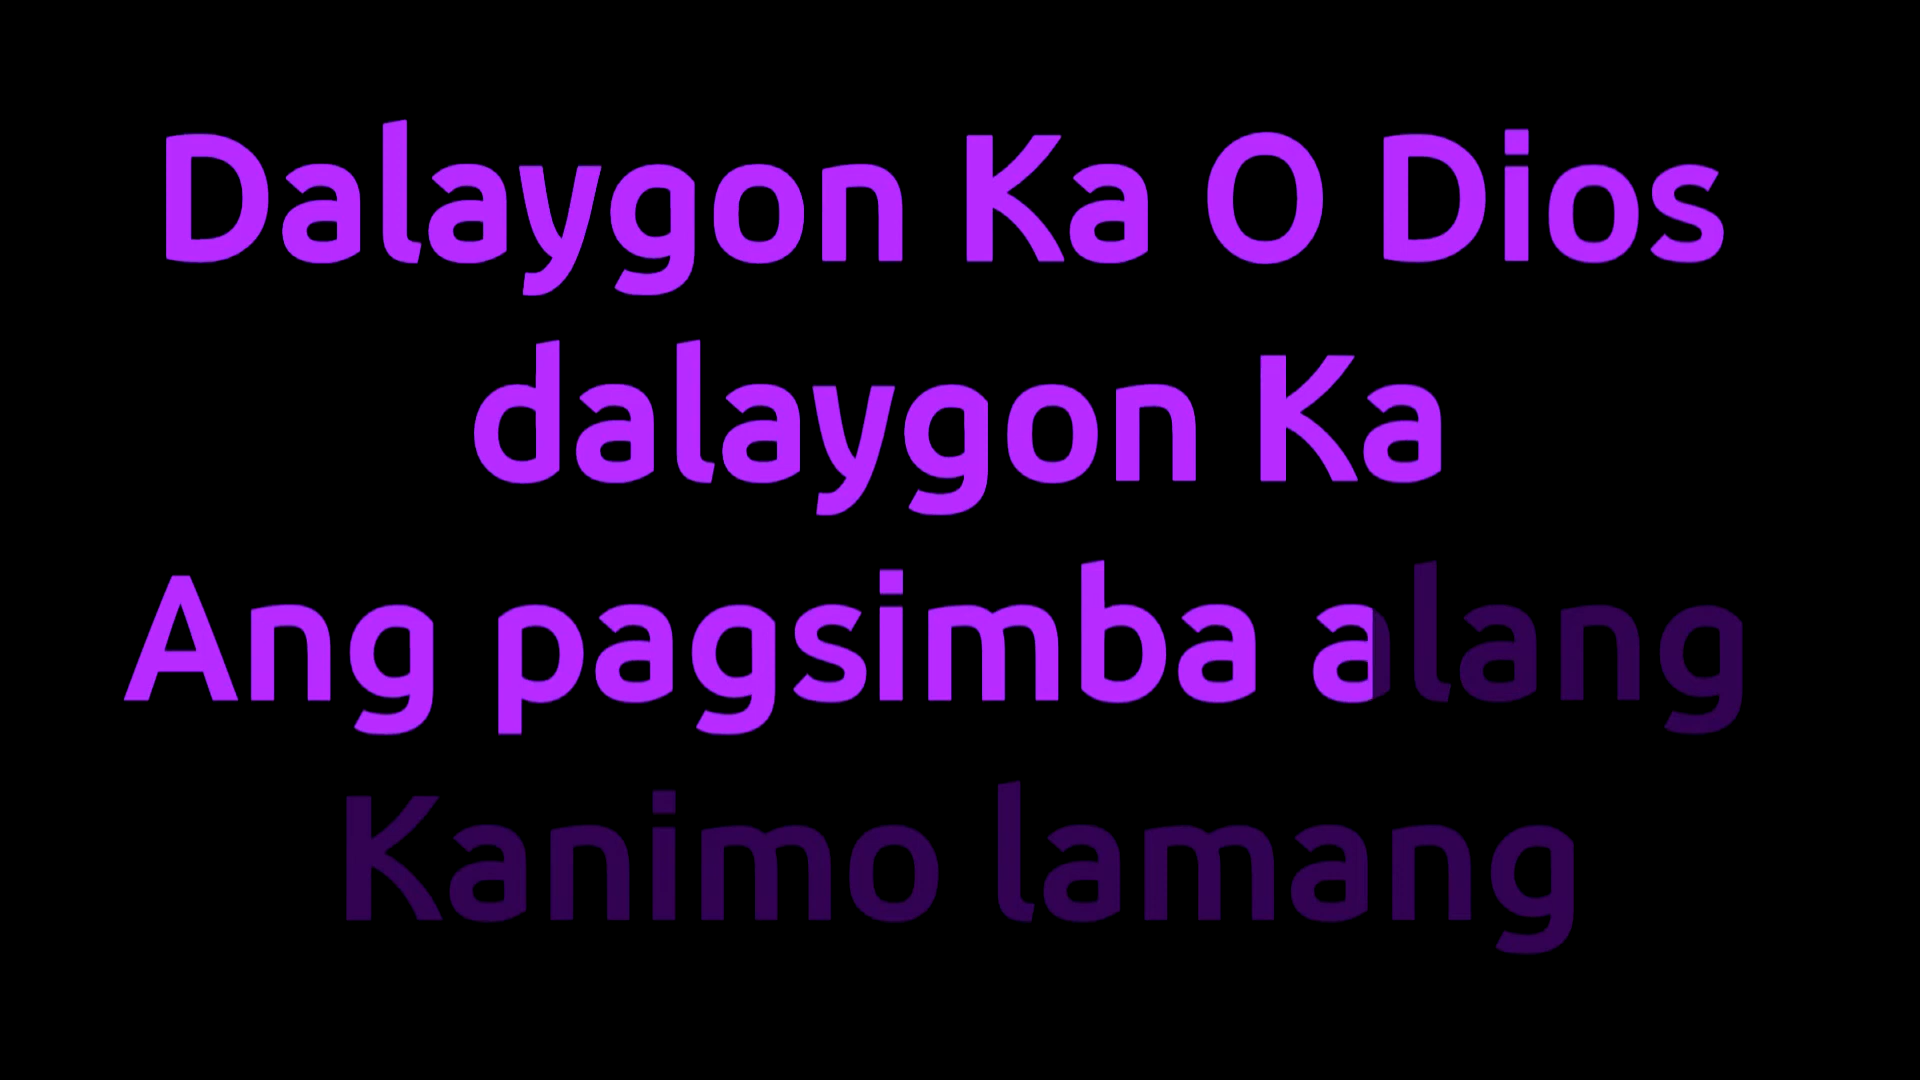 Dalaygon Ka O Dios
dalaygon Ka
Ang pagsimba alang
Kanimo lamang